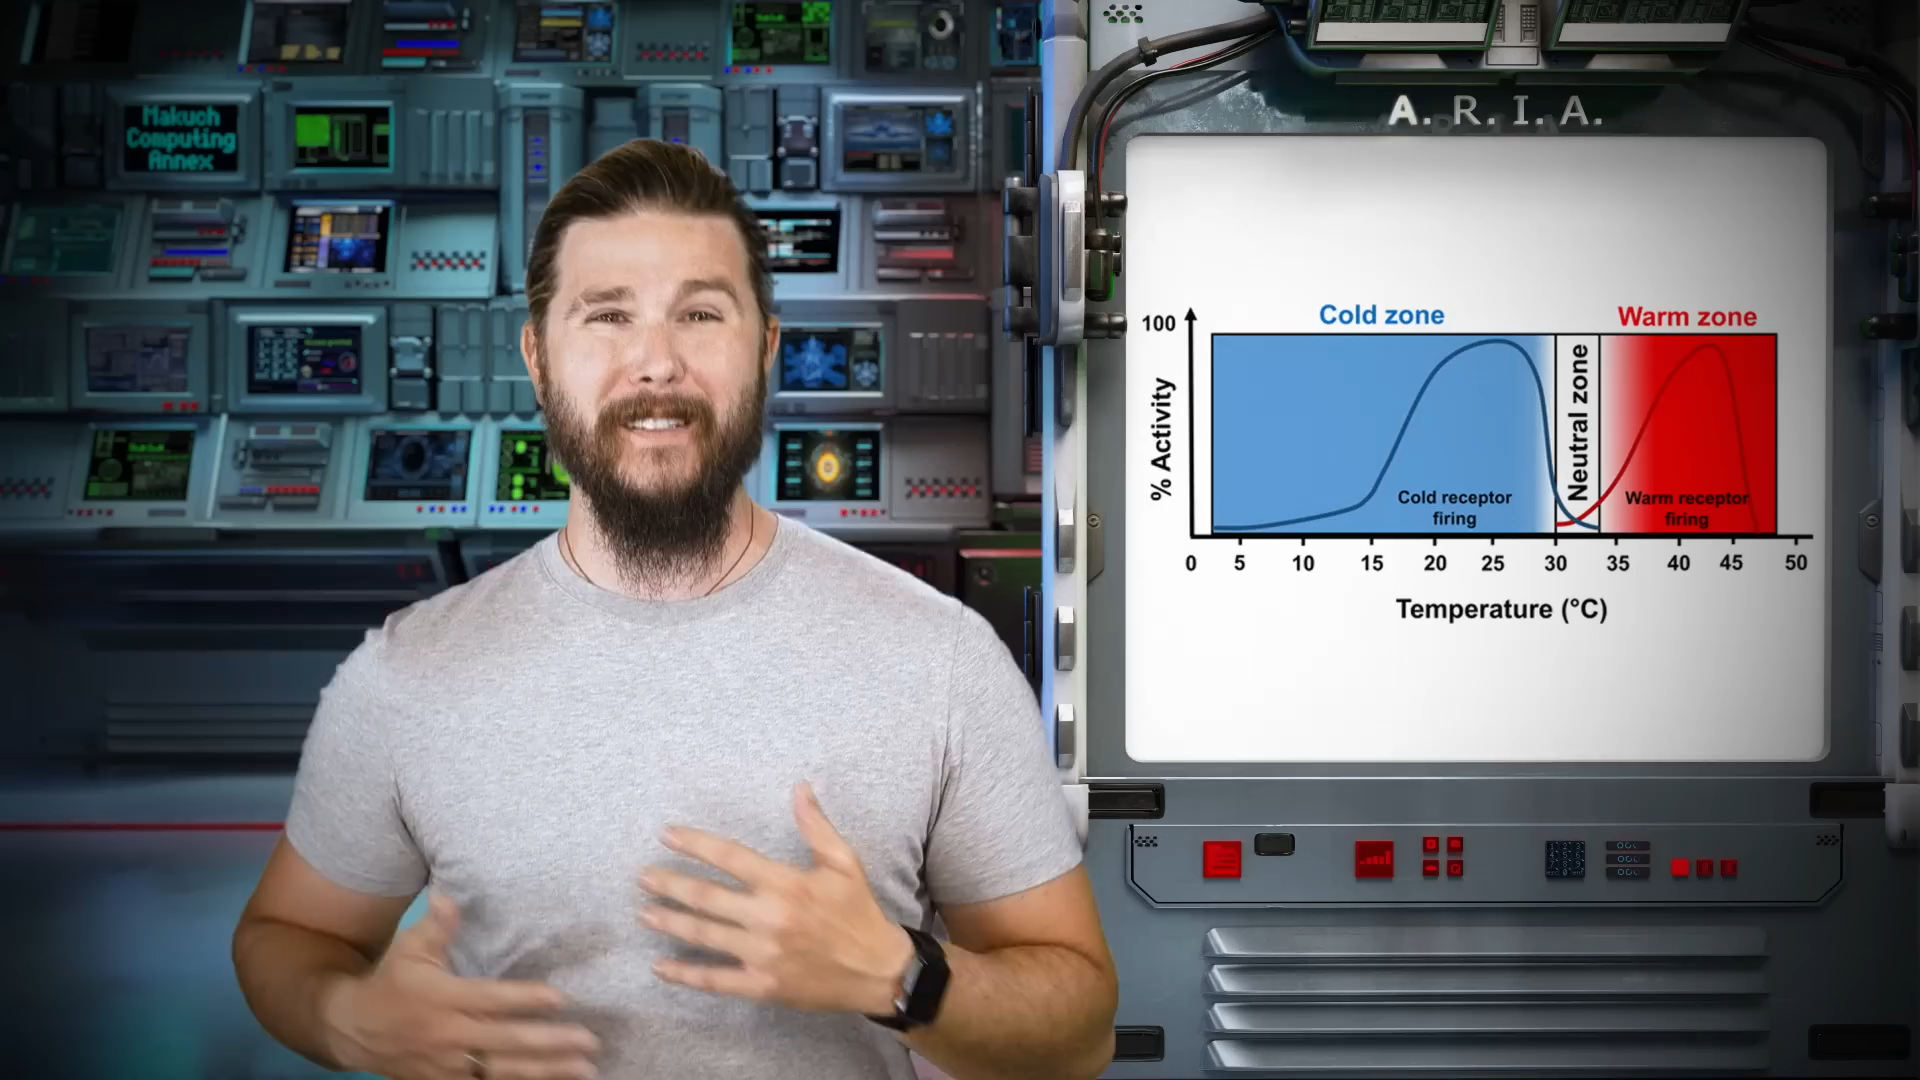 Makuch
Computing
Annex
A.R.I.A.
Cold zone
Warm zone
100
% Activity
Neutral zone
Cold receptor
firing
Warm receptor
firing
0 5 10 15 20 25 30 35 40 45 50
Temperature (°C)